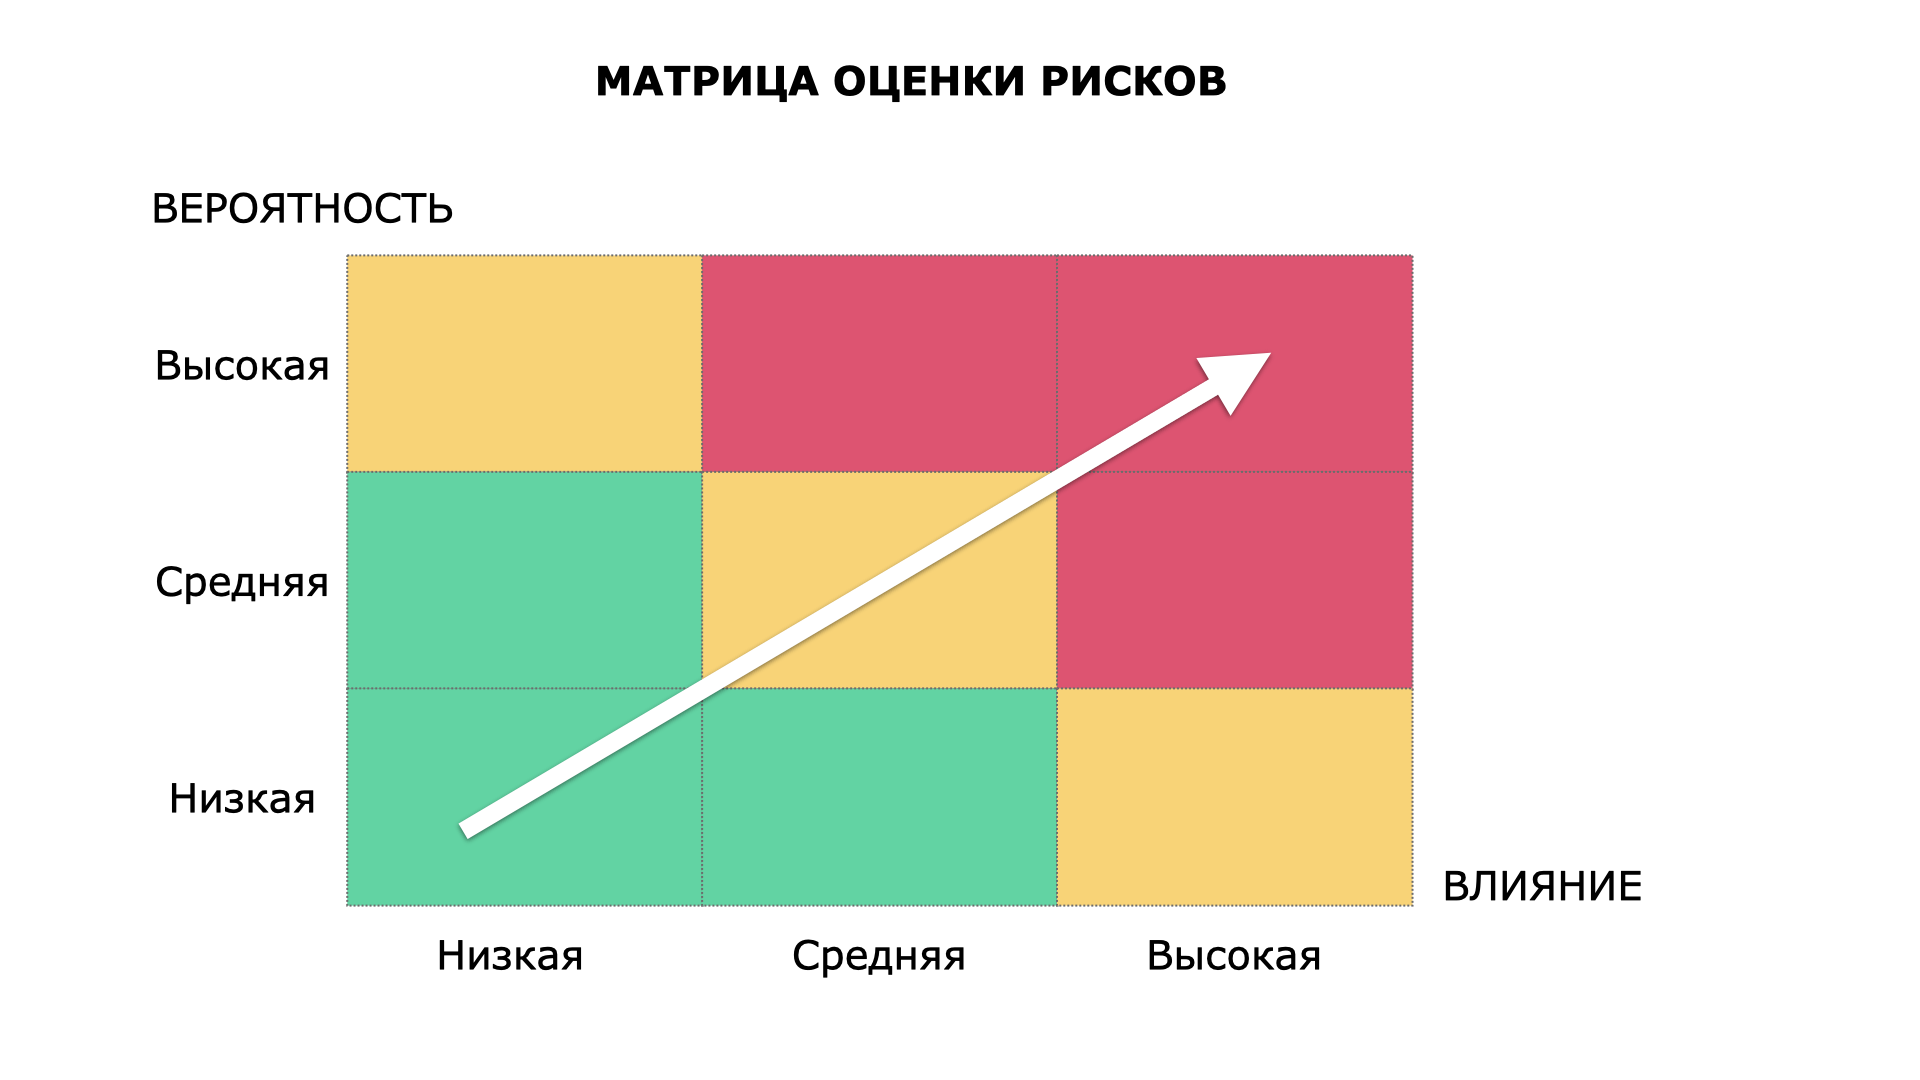 МАТРИЦА ОЦЕНКИ РИСКОВ
ВЕРОЯТНОСТЬ
Высокая
Средняя
Низкая
ВЛИЯНИЕ
Низкая Средняя Высокая